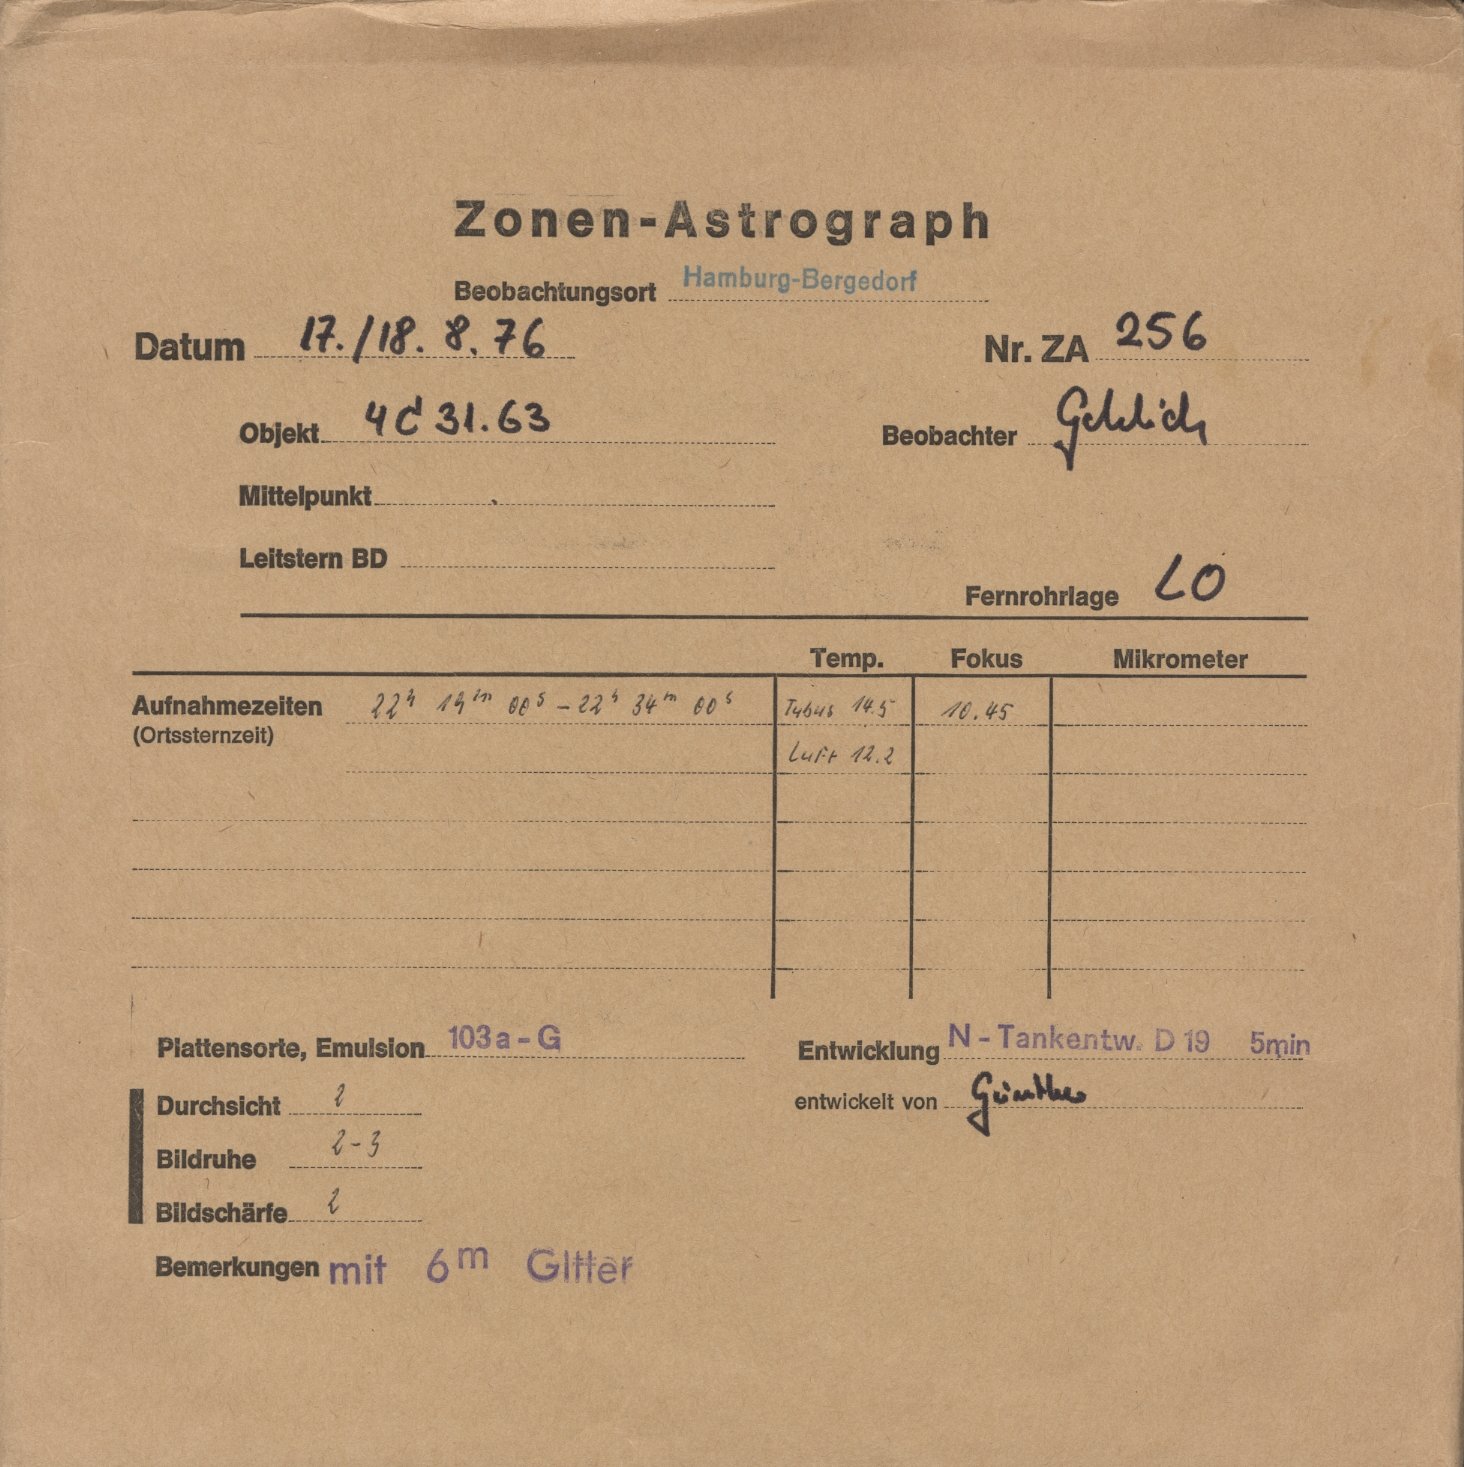 Zonen-Astrograph
Beobachtungsort Hamburg-Bergedorf
Datum 17./18. 8. 76 Nr. ZA 256
Objekt 4C 31.63 Beobachter
Mittelpunkt
Leitstern BD
Fernrohrlage LO
Temp. Fokus Mikrometer
Aufnahmezeiten 22h 19m 00s - 22h 34m 00s Tubus 14.5 10.45
(Ortssternzeit)
Luft 12.2
Plattensorte, Emulsion 103a-G Entwicklung N-Tankentw. D 19 5min
Durchsicht 2 entwickelt von Günther
Bildruhe 2-3
Bildschärfe 2
Bemerkungen mit 6m Gitter